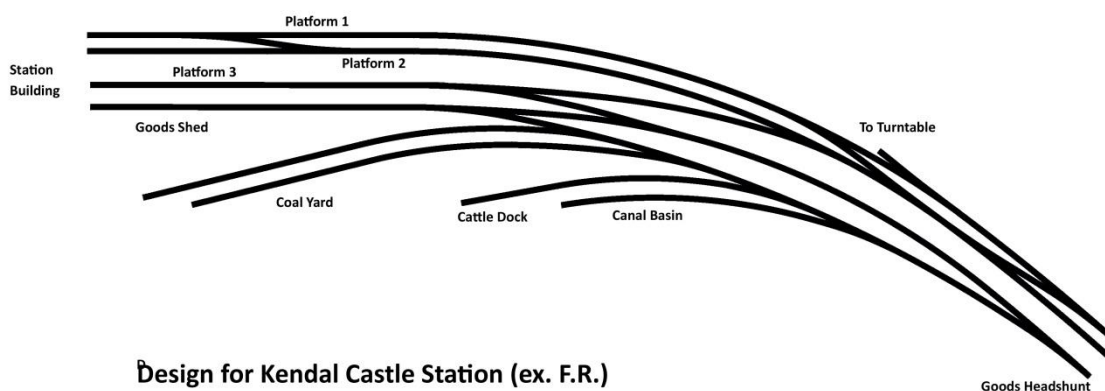 Platform 1
Station
Building
Platform 2
Platform 3
Goods Shed
To Turntable
Coal Yard
Cattle Dock
Canal Basin
D
Design for Kendal Castle Station (ex. F.R.)
Goods Headshunt